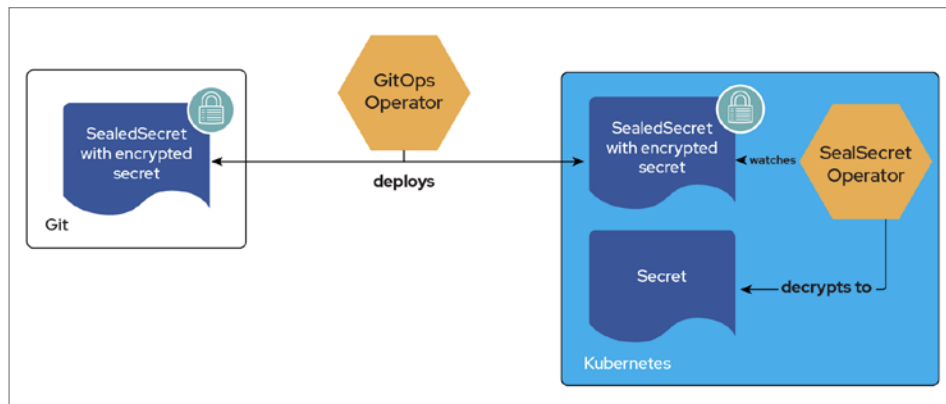 GitOps
Operator
SealedSecret
with encrypted
secret
deploys
Git
SealedSecret
with encrypted
secret
watches
SealSecret
Operator
Secret
decrypts to
Kubernetes